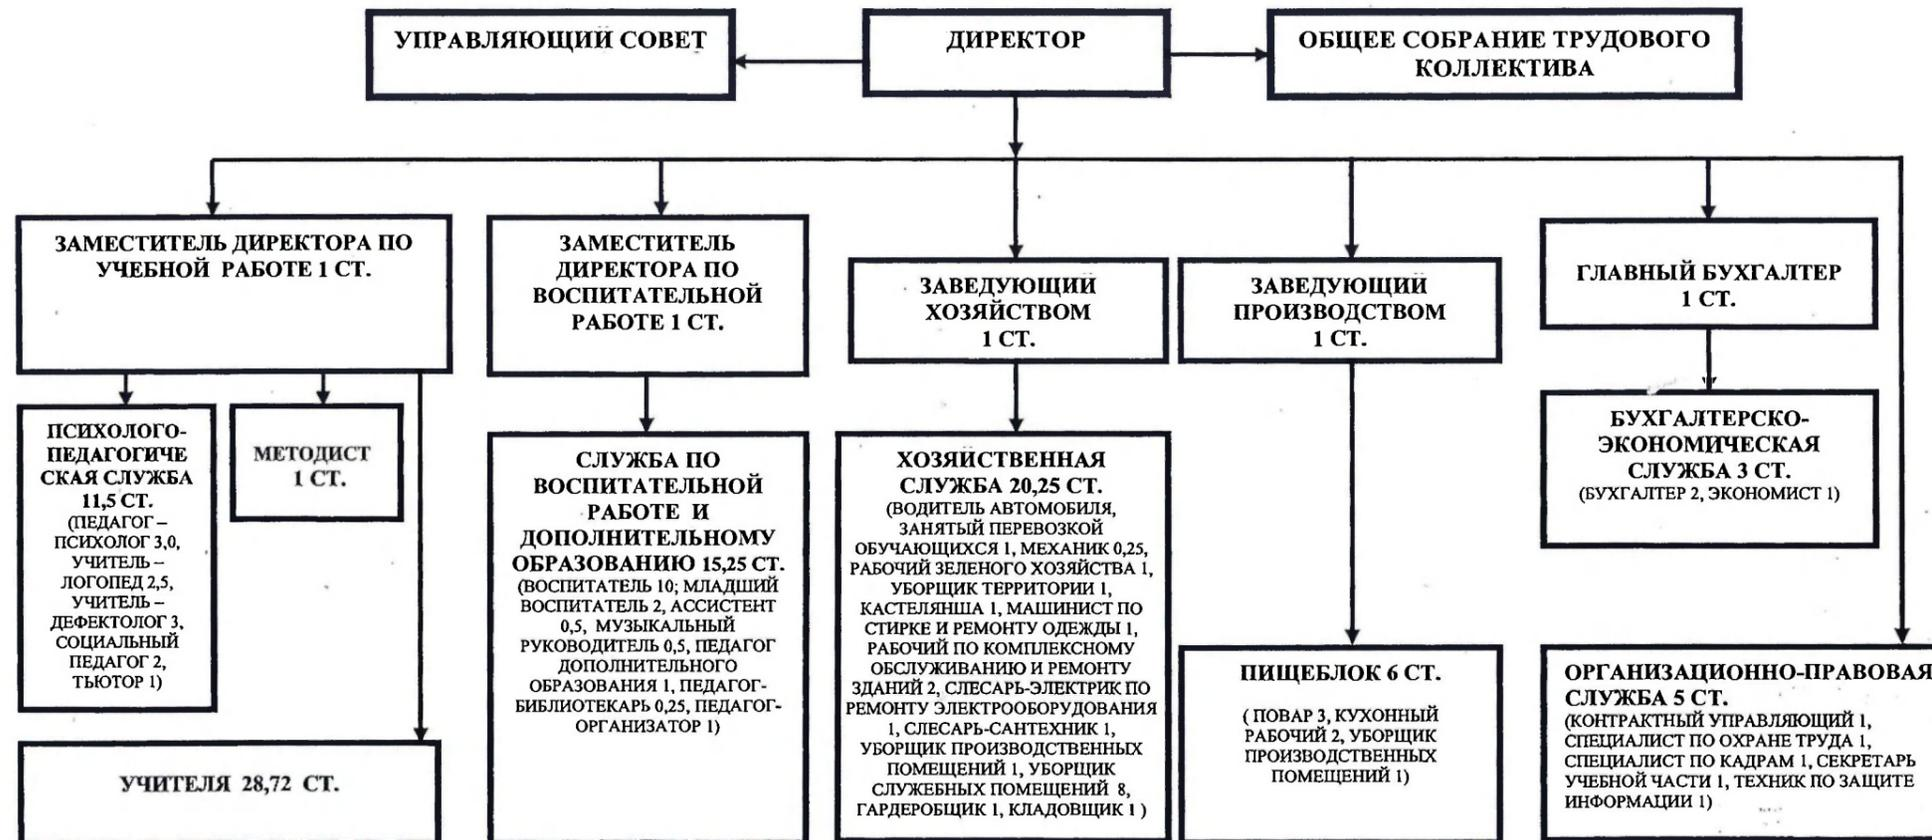 УПРАВЛЯЮЩИЙ СОВЕТ
ДИРЕКТОР
ОБЩЕЕ СОБРАНИЕ ТРУДОВОГО
КОЛЛЕКТИВА
ЗАМЕСТИТЕЛЬ ДИРЕКТОРА ПО
УЧЕБНОЙ РАБОТЕ 1 СТ.
ЗАМЕСТИТЕЛЬ
ДИРЕКТОРА ПО
ВОСПИТАТЕЛЬНОЙ
РАБОТЕ 1 СТ.
ЗАВЕДУЮЩИЙ
ХОЗЯЙСТВОМ
1 СТ.
ЗАВЕДУЮЩИЙ
ПРОИЗВОДСТВОМ
1 СТ.
ГЛАВНЫЙ БУХГАЛТЕР
1 СТ.
ПСИХОЛОГО-
ПЕДАГОГИЧЕ
СКАЯ СЛУЖБА
11,5 СТ.
(ПЕДАГОГ –
ПСИХОЛОГ 3,0,
УЧИТЕЛЬ –
ЛОГОПЕД 2,5,
УЧИТЕЛЬ –
ДЕФЕКТОЛОГ 3,
СОЦИАЛЬНЫЙ
ПЕДАГОГ 2,
ТЬЮТОР 1)
МЕТОДИСТ
1 СТ.
УЧИТЕЛЯ 28,72 СТ.
СЛУЖБА ПО
ВОСПИТАТЕЛЬНОЙ
РАБОТЕ И
ДОПОЛНИТЕЛЬНОМУ
ОБРАЗОВАНИЮ 15,25 СТ.
(ВОСПИТАТЕЛЬ 10; МЛАДШИЙ
ВОСПИТАТЕЛЬ 2, АССИСТЕНТ
0,5, МУЗЫКАЛЬНЫЙ
РУКОВОДИТЕЛЬ 0,5, ПЕДАГОГ
ДОПОЛНИТЕЛЬНОГО
ОБРАЗОВАНИЯ 1, ПЕДАГОГ-
БИБЛИОТЕКАРЬ 0,25, ПЕДАГОГ-
ОРГАНИЗАТОР 1)
ХОЗЯЙСТВЕННАЯ
СЛУЖБА 20,25 СТ.
(ВОДИТЕЛЬ АВТОМОБИЛЯ,
ЗАНЯТЫЙ ПЕРЕВОЗКОЙ
ОБУЧАЮЩИХСЯ 1, МЕХАНИК 0,25,
РАБОЧИЙ ЗЕЛЕНОГО ХОЗЯЙСТВА 1,
УБОРЩИК ТЕРРИТОРИИ 1,
КАСТЕЛЯНША 1, МАШИНИСТ ПО
СТИРКЕ И РЕМОНТУ ОДЕЖДЫ 1,
РАБОЧИЙ ПО КОМПЛЕКСНОМУ
ОБСЛУЖИВАНИЮ И РЕМОНТУ
ЗДАНИЙ 2, СЛЕСАРЬ-ЭЛЕКТРИК ПО
РЕМОНТУ ЭЛЕКТРООБОРУДОВАНИЯ
1, СЛЕСАРЬ-САНТЕХНИК 1,
УБОРЩИК ПРОИЗВОДСТВЕННЫХ
ПОМЕЩЕНИЙ 1, УБОРЩИК
СЛУЖЕБНЫХ ПОМЕЩЕНИЙ 8,
ГАРДЕРОБЩИК 1, КЛАДОВЩИК 1 )
ПИЩЕБЛОК 6 СТ.
( ПОВАР 3, КУХОННЫЙ
РАБОЧИЙ 2, УБОРЩИК
ПРОИЗВОДСТВЕННЫХ
ПОМЕЩЕНИЙ 1)
БУХГАЛТЕРСКО-
ЭКОНОМИЧЕСКАЯ
СЛУЖБА 3 СТ.
(БУХГАЛТЕР 2, ЭКОНОМИСТ 1)
ОРГАНИЗАЦИОННО-ПРАВОВАЯ
СЛУЖБА 5 СТ.
(КОНТРАКТНЫЙ УПРАВЛЯЮЩИЙ 1,
СПЕЦИАЛИСТ ПО ОХРАНЕ ТРУДА 1,
СПЕЦИАЛИСТ ПО КАДРАМ 1, СЕКРЕТАРЬ
УЧЕБНОЙ ЧАСТИ 1, ТЕХНИК ПО ЗАЩИТЕ
ИНФОРМАЦИИ 1)